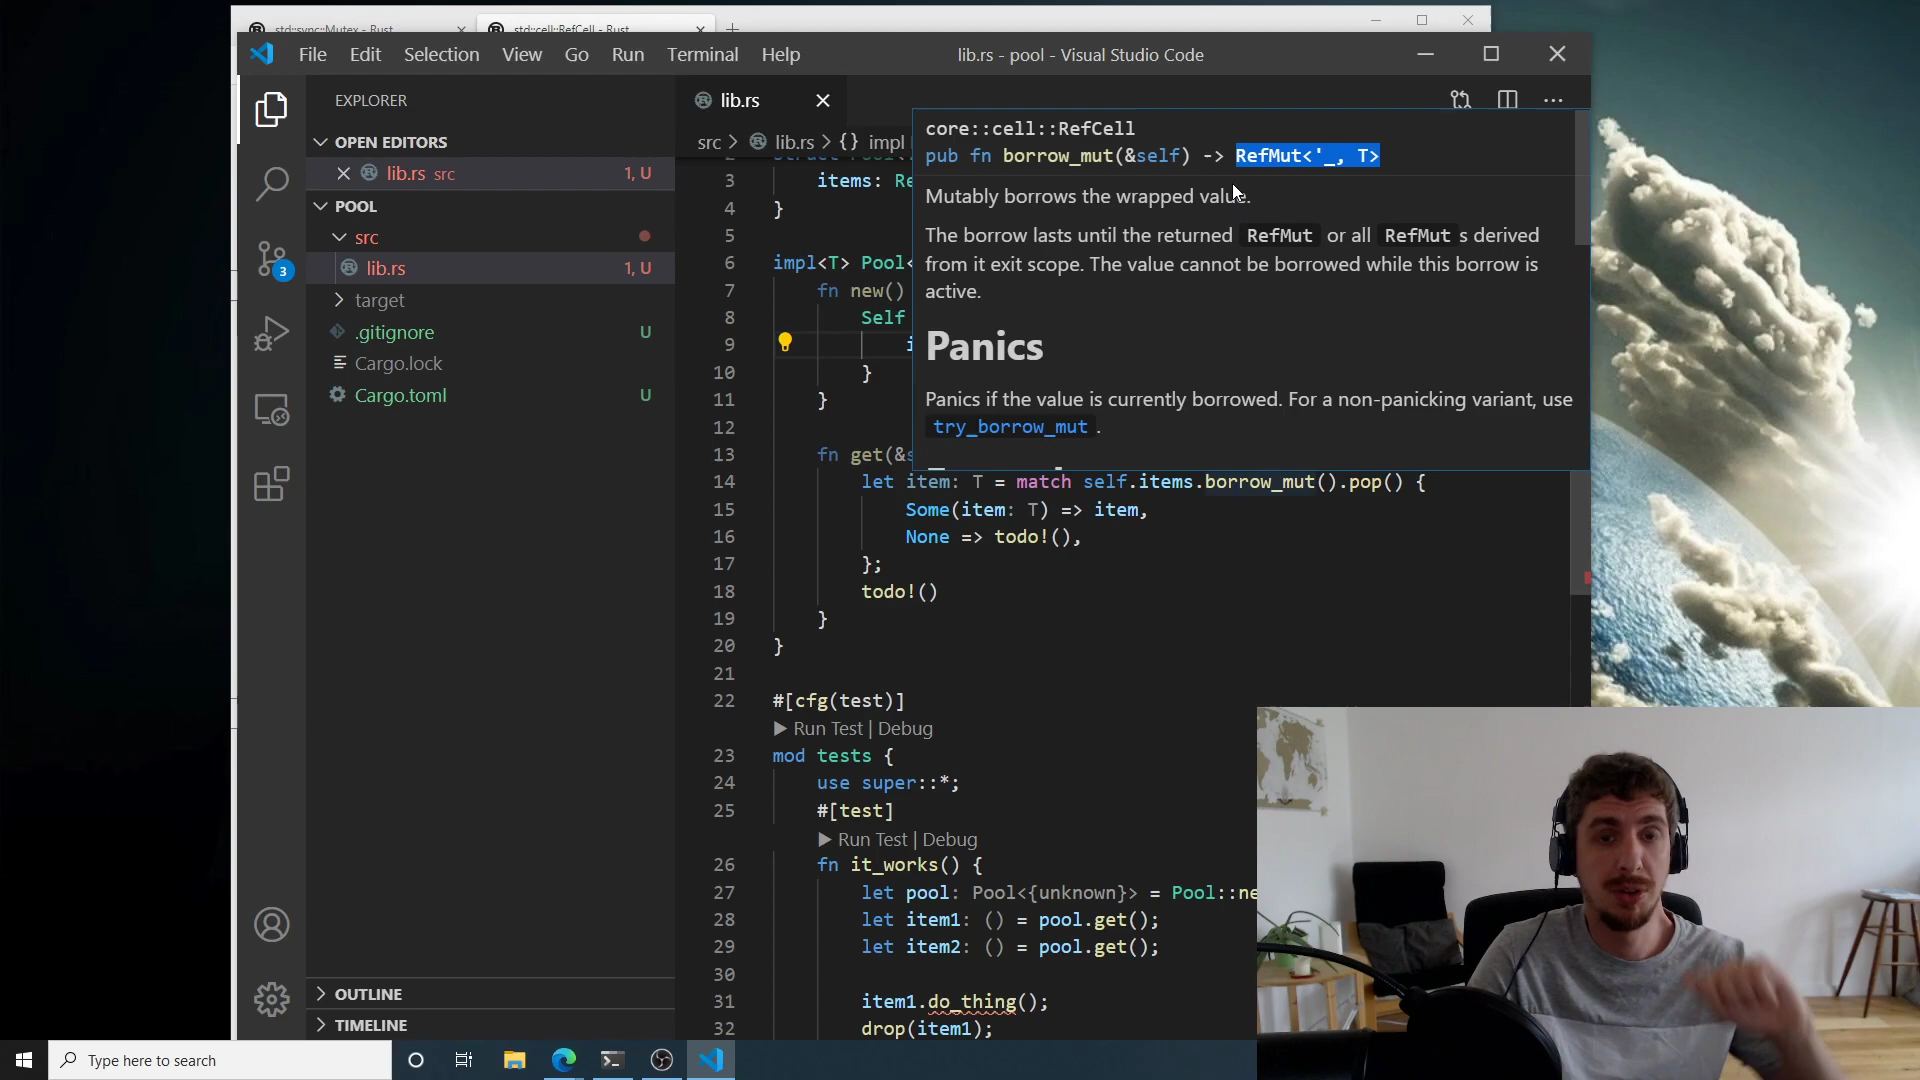 std::sync::Mutex - Rust
std::cell::RefCell - Rust
File Edit Selection View Go Run Terminal Help
lib.rs - pool - Visual Studio Code
EXPLORER
OPEN EDITORS
lib.rs src 1, U
POOL
src
lib.rs 1, U
target
.gitignore U
Cargo.lock
Cargo.toml U
3
OUTLINE
TIMELINE
lib.rs
src > lib.rs > {} impl
core::cell::RefCell
pub fn borrow_mut(&self) -> RefMut<'_, T>
Mutably borrows the wrapped value.
The borrow lasts until the returned RefMut or all RefMut s derived
from it exit scope. The value cannot be borrowed while this borrow is
active.
Panics
Panics if the value is currently borrowed. For a non-panicking variant, use
try_borrow_mut .
3 items: Re
4 }
5
6 impl<T> Pool<
7 fn new()
8 Self
9 i
10 }
11 }
12
13 fn get(&s
14 let item: T = match self.items.borrow_mut().pop() {
15 Some(item: T) => item,
16 None => todo!(),
17 };
18 todo!()
19 }
20 }
21
22 #[cfg(test)]
▶ Run Test | Debug
23 mod tests {
24 use super::*;
25 #[test]
▶ Run Test | Debug
26 fn it_works() {
27 let pool: Pool<{unknown}> = Pool::ne
28 let item1: () = pool.get();
29 let item2: () = pool.get();
30
31 item1.do_thing();
32 drop(item1);
Type here to search